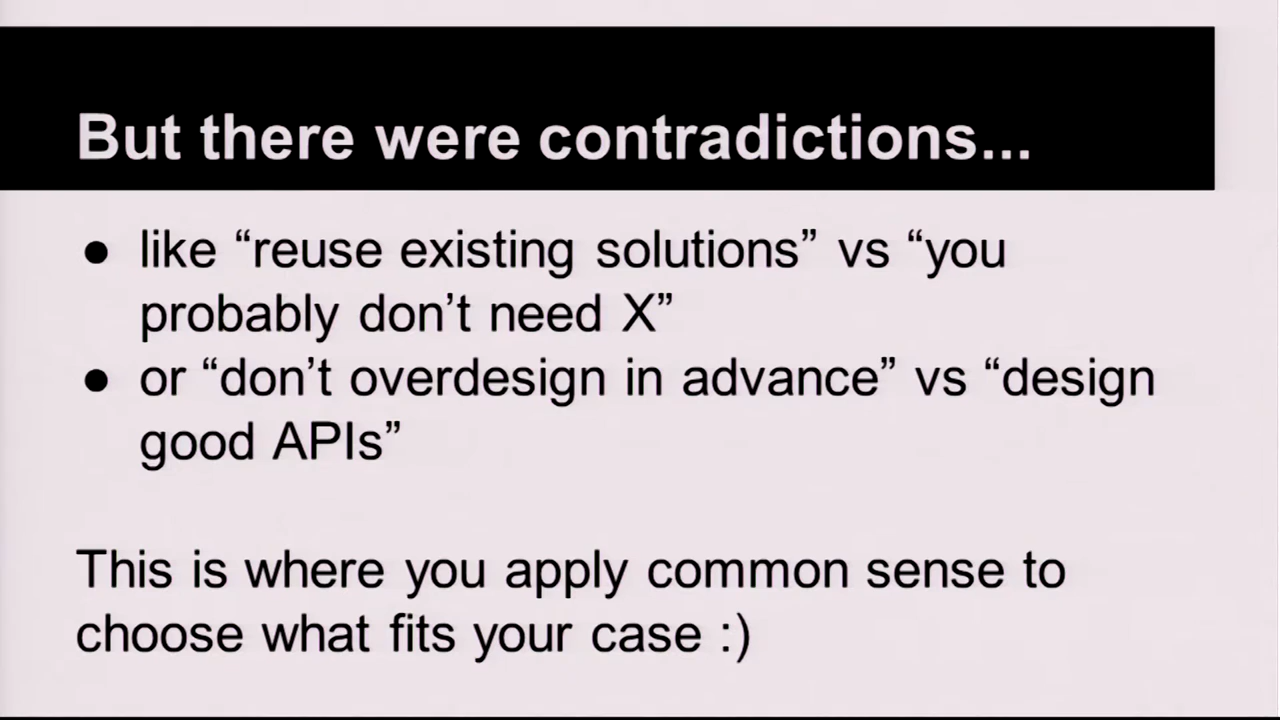 But there were contradictions...
● like “reuse existing solutions” vs “you
probably don’t need X”
● or “don’t overdesign in advance” vs “design
good APIs”
This is where you apply common sense to
choose what fits your case :)